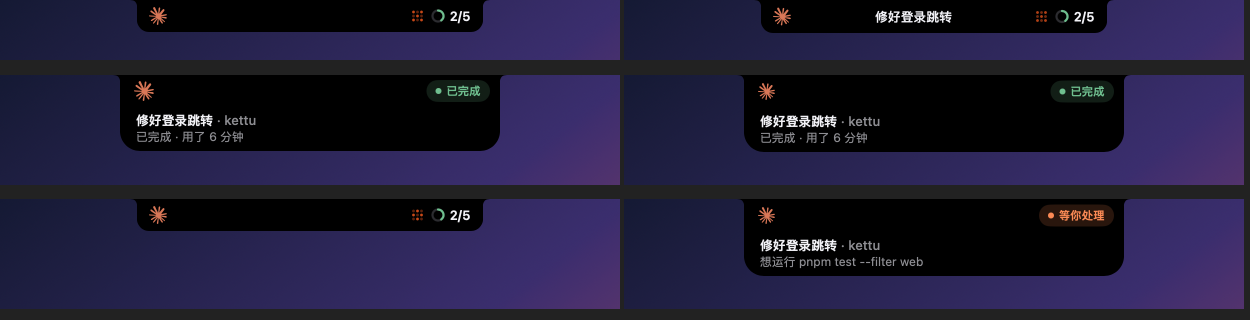 2/5
修好登录跳转 2/5
已完成
修好登录跳转 · kettu
已完成 · 用了 6 分钟
已完成
修好登录跳转 · kettu
已完成 · 用了 6 分钟
2/5
等你处理
修好登录跳转 · kettu
想运行 pnpm test --filter web